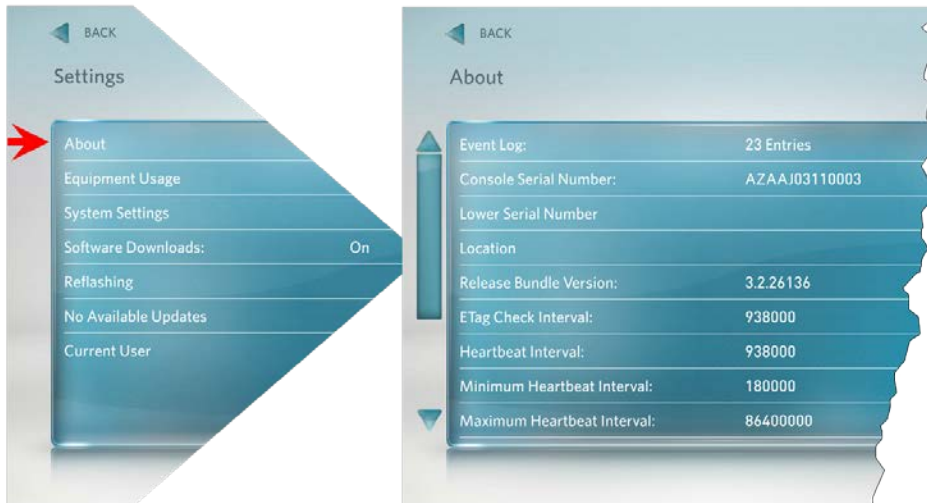 BACK
Settings
About
Equipment Usage
System Settings
Software Downloads: On
Reflashing
No Available Updates
Current User
BACK
About
Event Log: 23 Entries
Console Serial Number: AZAAJ03110003
Lower Serial Number
Location
Release Bundle Version: 3.2.26136
ETag Check Interval: 938000
Heartbeat Interval: 938000
Minimum Heartbeat Interval: 180000
Maximum Heartbeat Interval: 86400000